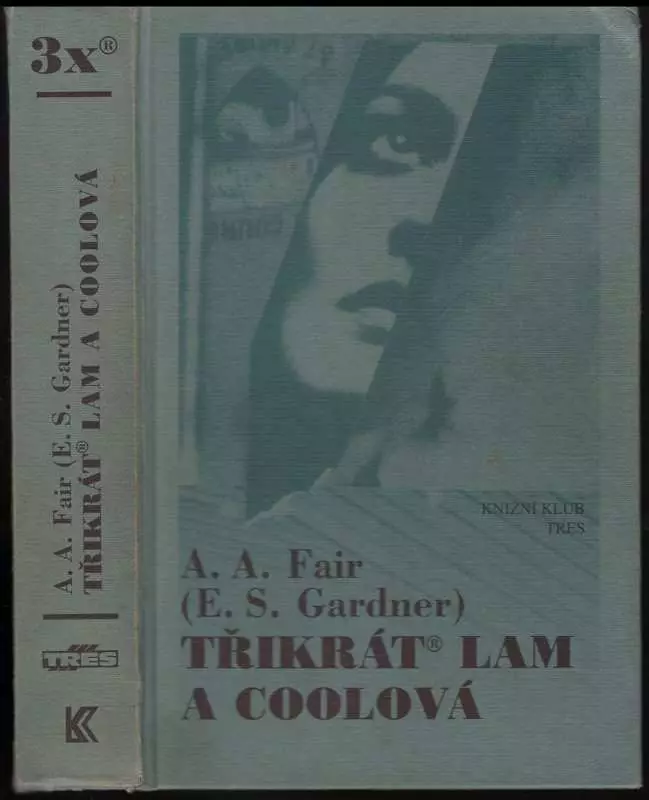 3x®
A. A. Fair (E. S. Gardner)
TŘIKRÁT® LAM A COOLOVÁ
TRES
K
KNIŽNÍ KLUB
TRES
A. A. Fair
(E. S. Gardner)
TŘIKRÁT® LAM
A COOLOVÁ